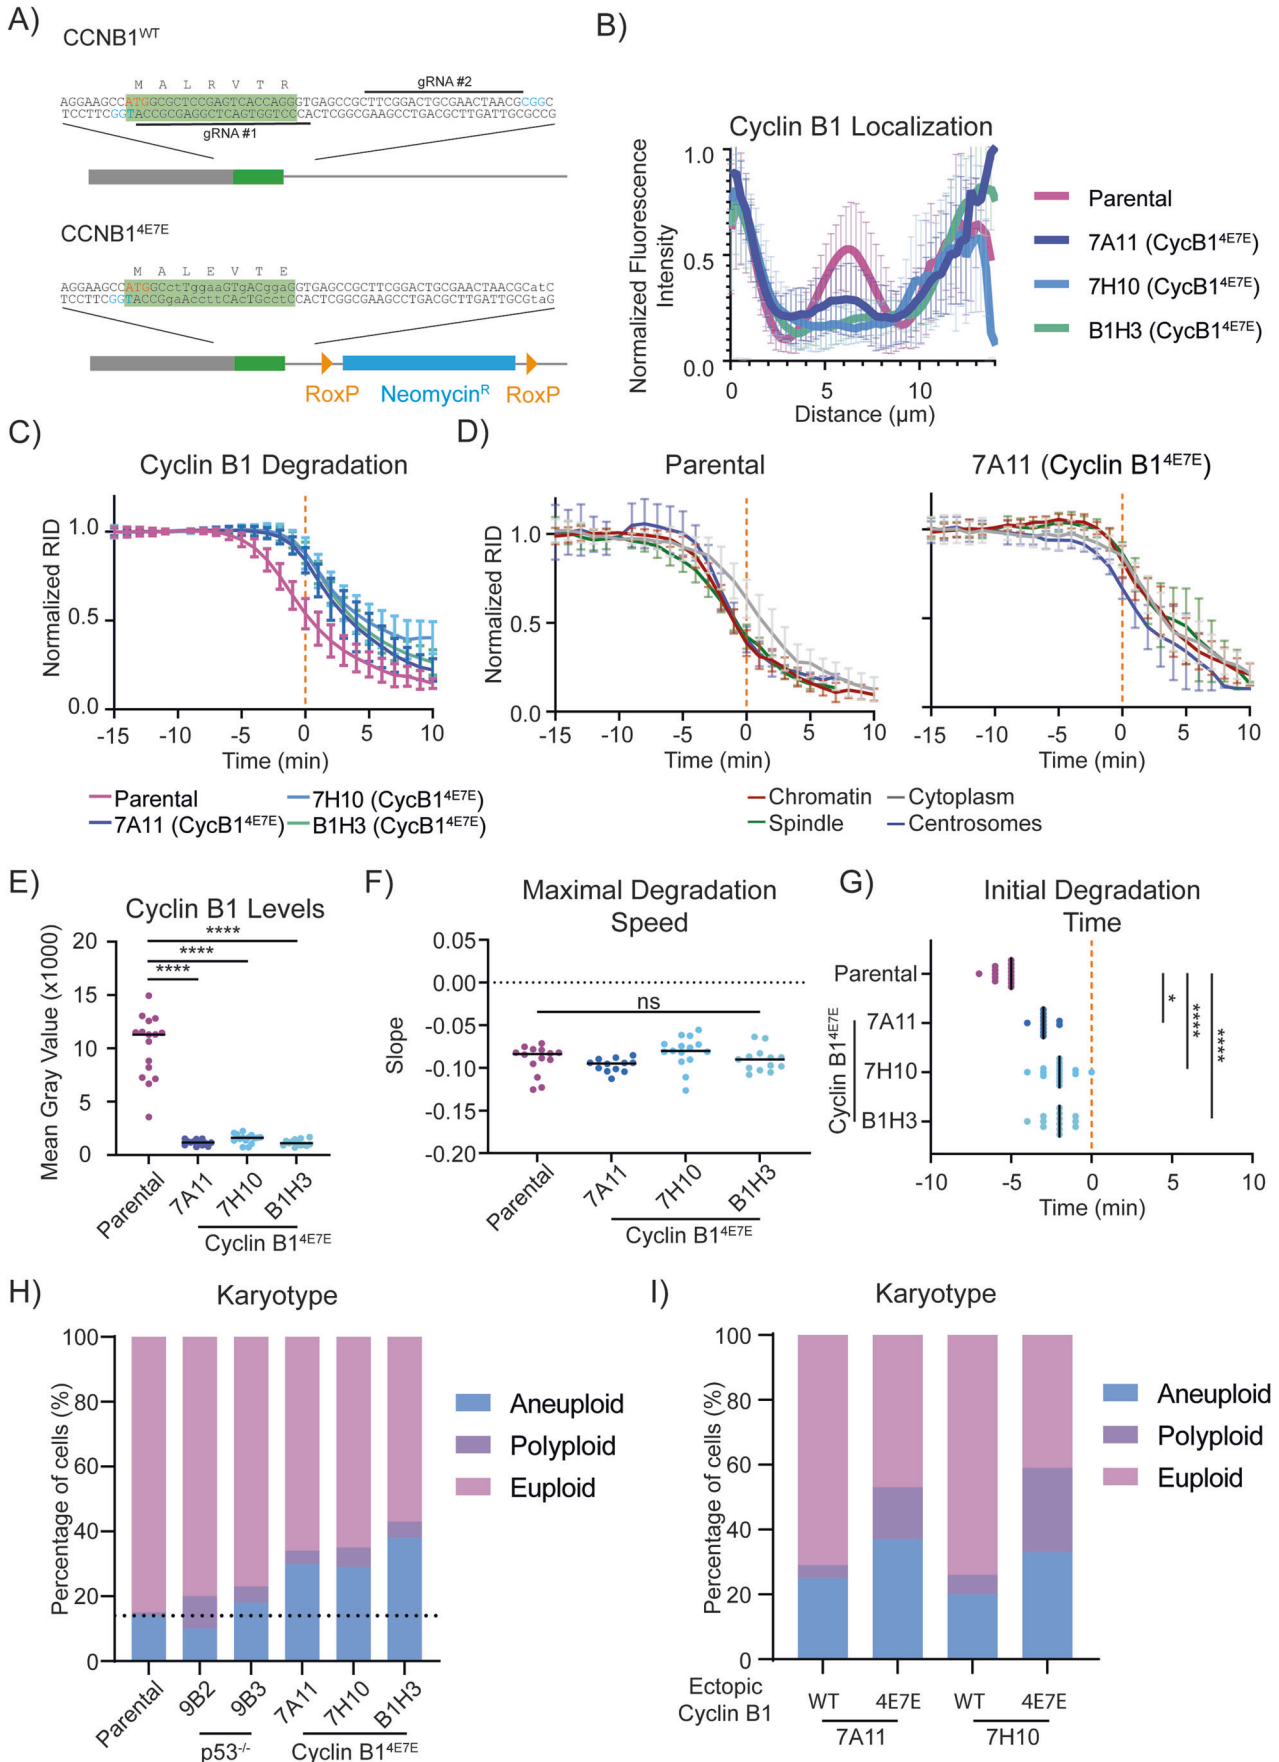 A)
CCNB1WT
M A L R V T R
gRNA #2
AGGAAGCCATGGCGCTCCGAGTCACCAGGGTGAGCCGCTTCGGACTGCGAACTAACGCGGC
TCCTTCGGTACCGCGAGGCTCAGTGGTCCCACTCGGCGAAGCCTGACGCTTGATTGCGCCG
gRNA #1
CCNB14E7E
M A L E V T E
AGGAAGCCATGGccttTggaaGTgACggaGGTGAGCCGCTTCGGACTGCGAACTAACGcatC
RoxP NeomycinR RoxP
B)
Cyclin B1 Localization
Normalized Fluorescence Intensity
1.0
0.5
0.0
0 5 10
Distance (µm)
Parental
7A11 (CycB14E7E)
7H10 (CycB14E7E)
B1H3 (CycB14E7E)
C)
Cyclin B1 Degradation
Normalized RID
1.0
0.5
0.0
-15 -10 -5 0 5 10
Time (min)
Parental
7H10 (CycB14E7E)
7A11 (CycB14E7E)
B1H3 (CycB14E7E)
D)
Parental
7A11 (Cyclin B14E7E)
Normalized RID
1.0
0.5
0.0
-15 -10 -5 0 5 10
-15 -10 -5 0 5 10
Time (min)
Time (min)
Chromatin
Cytoplasm
Spindle
Centrosomes
E)
Cyclin B1 Levels
Mean Gray Value (x1000)
20
15
10
5
0
****
****
****
Parental
7A11
7H10
B1H3
Cyclin B14E7E
F)
Maximal Degradation
Speed
Slope
0.05
0.00
-0.05
-0.10
-0.15
-0.20
ns
Parental
7A11
7H10
B1H3
Cyclin B14E7E
G)
Initial Degradation
Time
Parental
7A11
7H10
B1H3
Cyclin B14E7E
*
****
****
-10 -5 0 5 10
Time (min)
H)
Karyotype
Percentage of cells (%)
100
80
60
40
20
0
Parental
9B2
9B3
7A11
7H10
B1H3
p53-/-
Cyclin B14E7E
Aneuploid
Polyploid
Euploid
I)
Karyotype
Percentage of cells (%)
100
80
60
40
20
0
Ectopic
Cyclin B1
WT 4E7E WT 4E7E
7A11 7H10
Aneuploid
Polyploid
Euploid